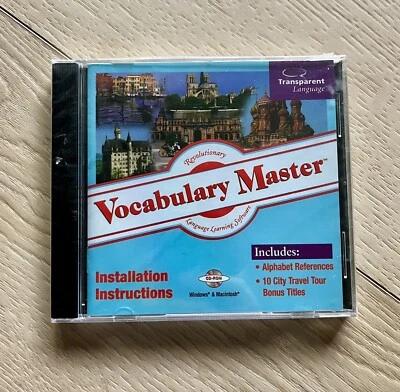 Transparent
Language®
Revolutionary
Vocabulary Master™
Language Learning Software
Includes:
• Alphabet References
• 10 City Travel Tour
Bonus Titles
Installation
Instructions
CD-ROM
Windows® & Macintosh®